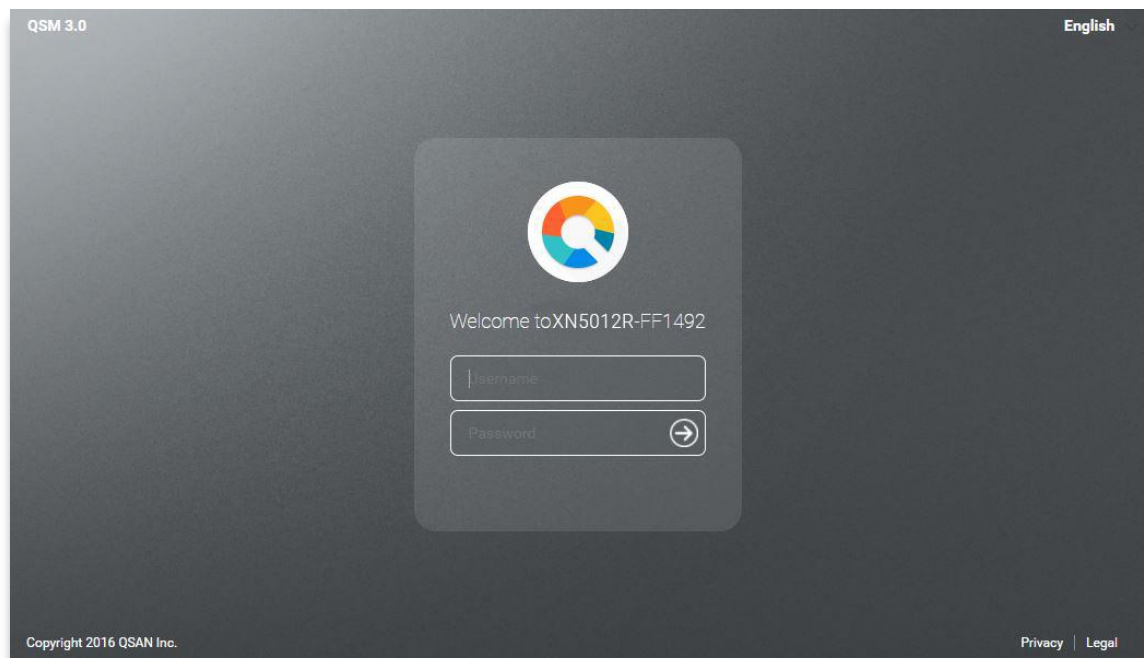 QSM 3.0
English
Welcome toXN5012R-FF1492
Username
Password
Copyright 2016 QSAN Inc.
Privacy | Legal